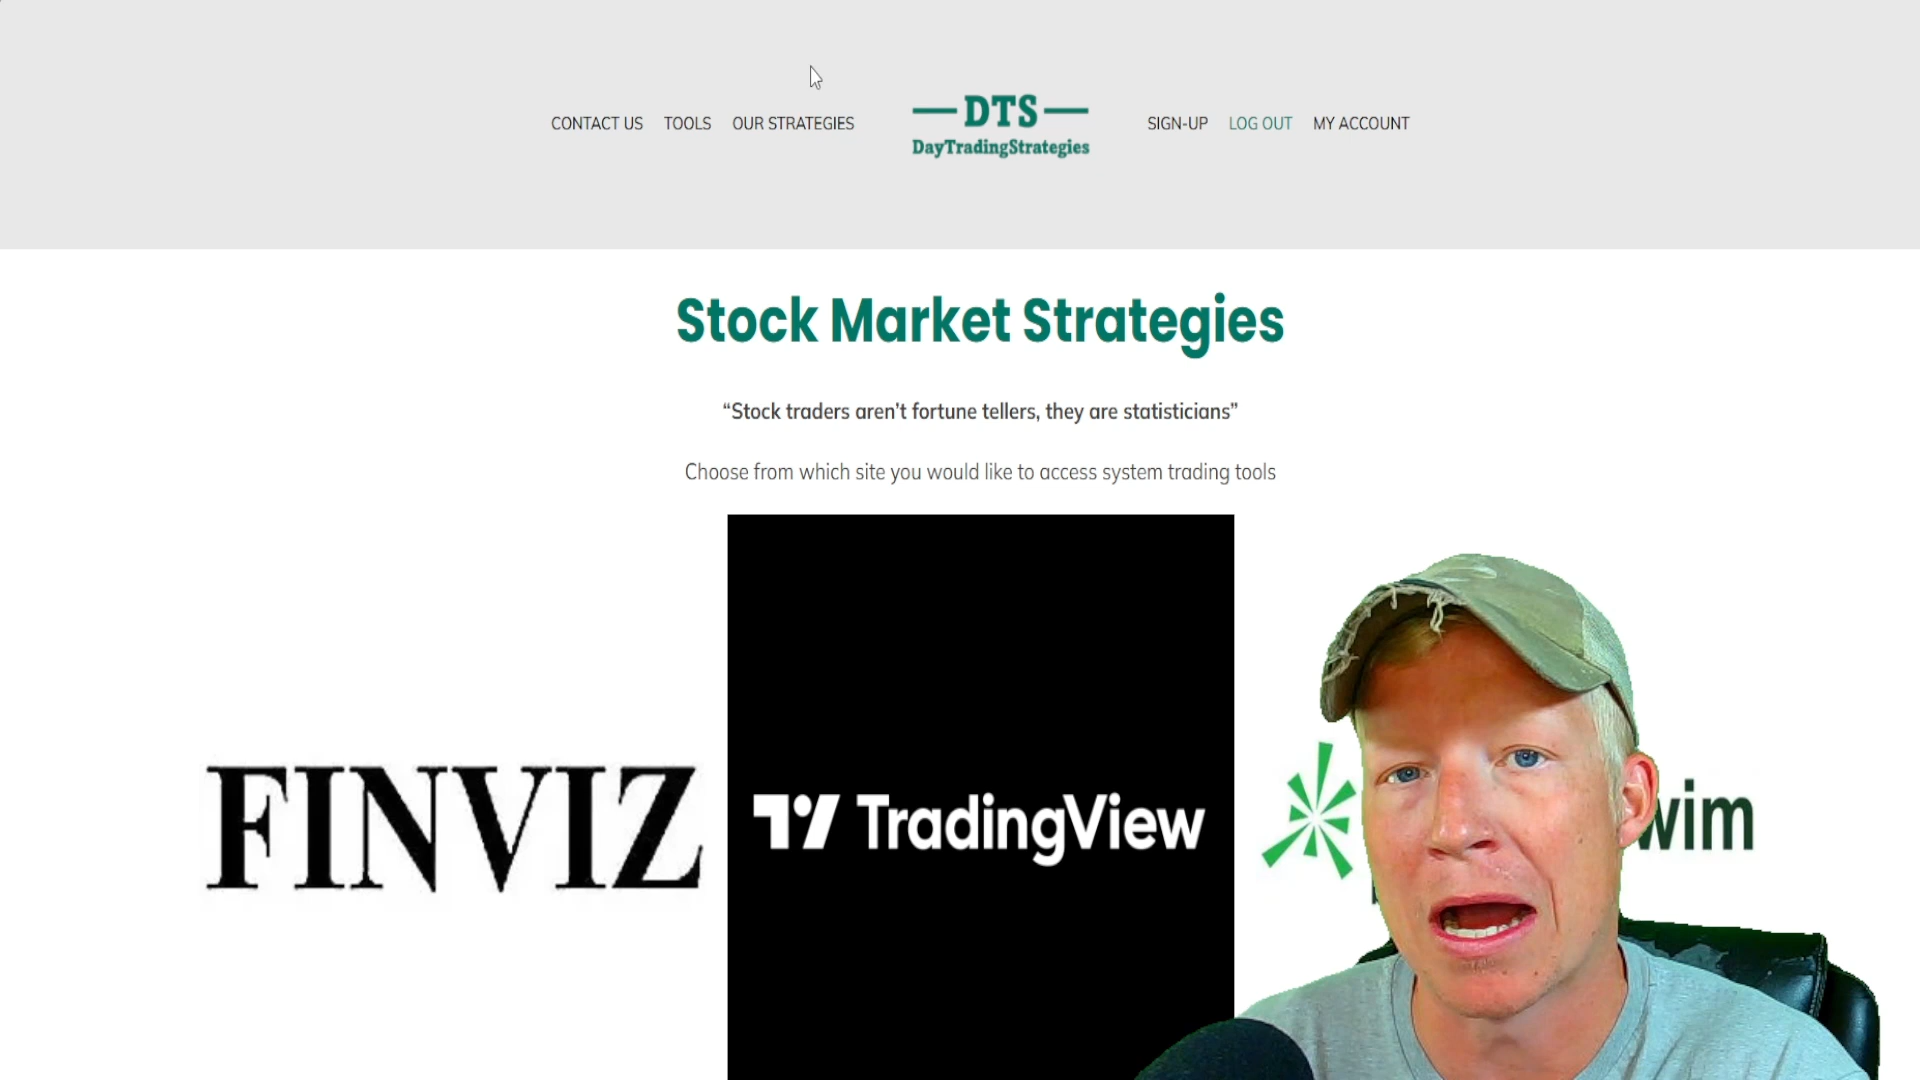 CONTACT US TOOLS OUR STRATEGIES
DTS
DayTradingStrategies
SIGN-UP LOG OUT MY ACCOUNT
Stock Market Strategies
“Stock traders aren’t fortune tellers, they are statisticians”
Choose from which site you would like to access system trading tools
FINVIZ
TradingView